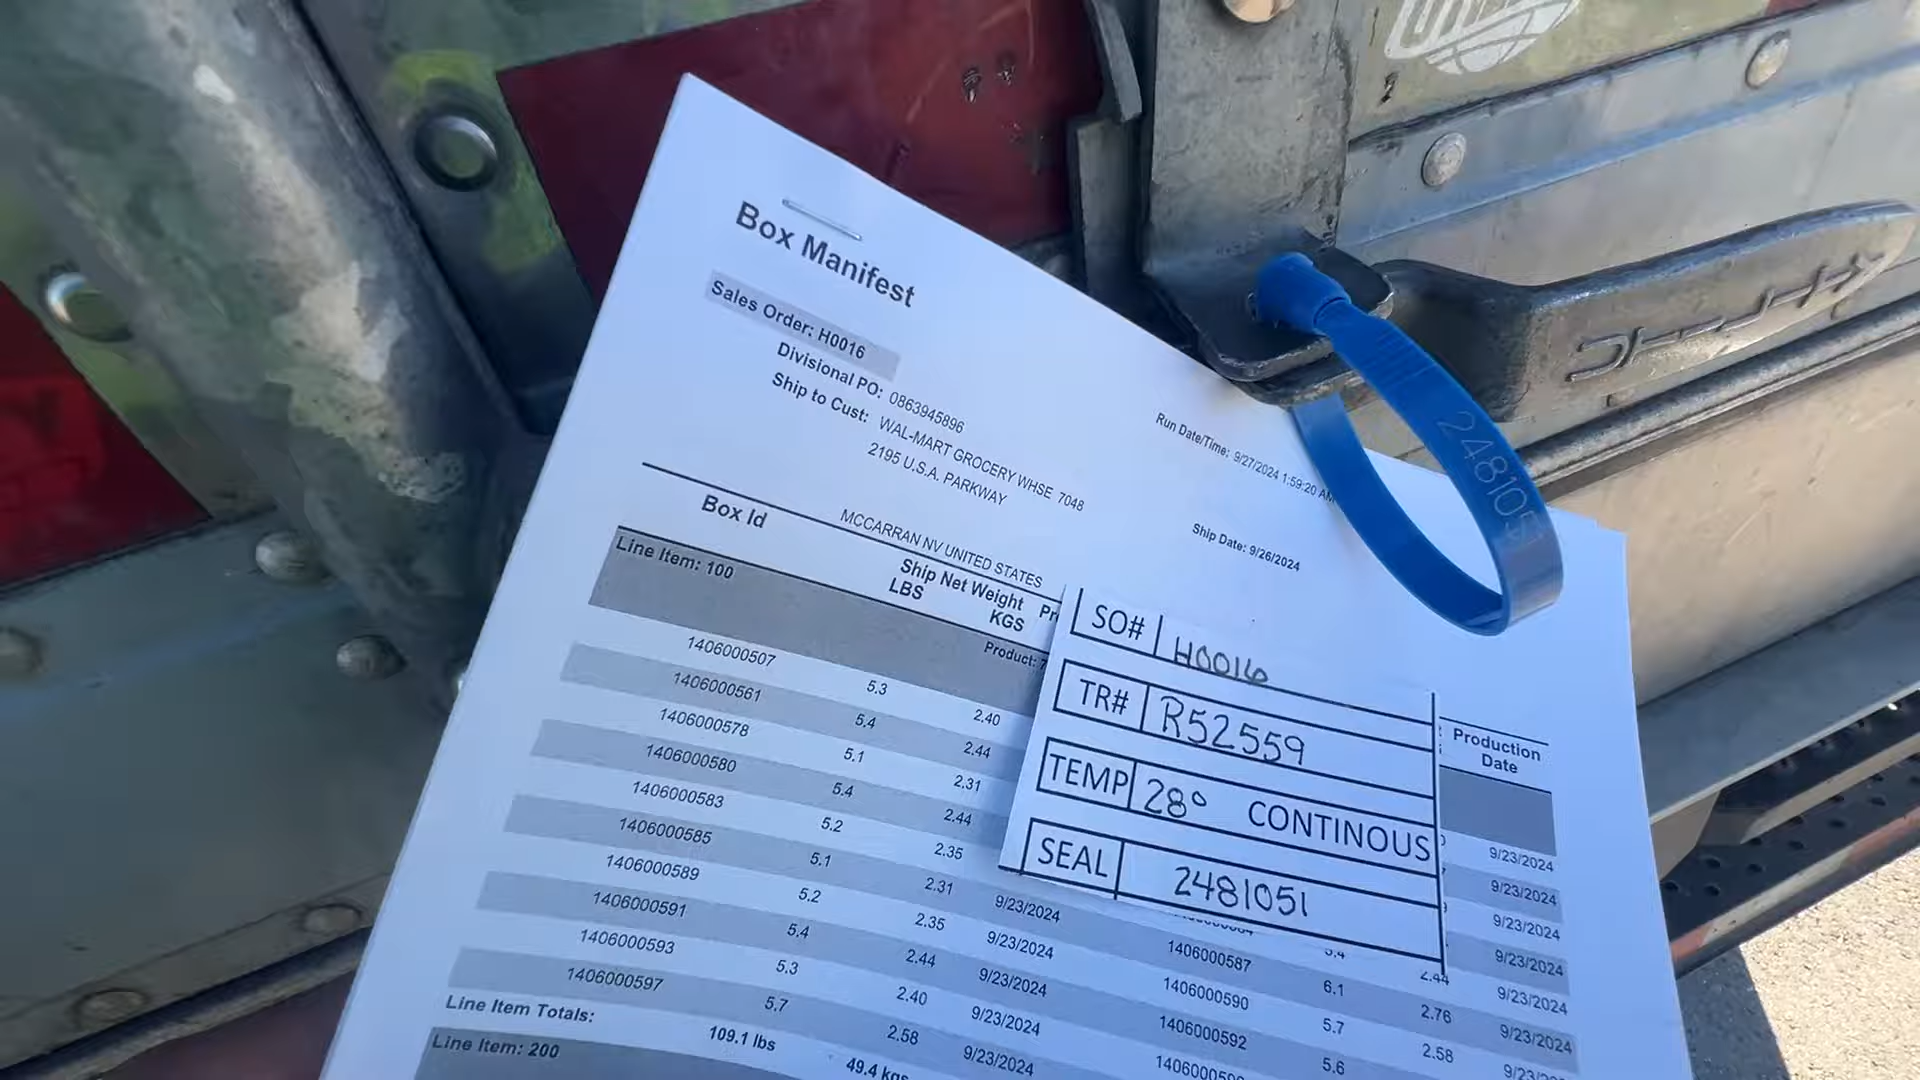 Box Manifest
Sales Order: H0016
Divisional PO: 0863945896
Ship to Cust: WAL-MART GROCERY WHSE 7048
2195 U.S.A. PARKWAY
MCCARRAN NV UNITED STATES
Run Date/Time: 9/27/2024 1:59:20 AM
Ship Date: 9/26/2024
Box Id Ship Net Weight
LBS KGS
Production Date
Line Item: 100 Product:
1406000507 5.3 2.40
1406000561 5.4 2.44
1406000578 5.1 2.31
1406000580 5.4 2.44
1406000583 5.2 2.35
1406000585 5.1 2.31 9/23/2024
1406000589 5.2 2.35 9/23/2024
1406000591 5.4 2.44 9/23/2024
1406000593 5.3 2.40 9/23/2024
1406000597 5.7 2.58 9/23/2024
Line Item Totals: 109.1 lbs 49.4 kgs
Line Item: 200
9/23/2024
9/23/2024
9/23/2024
9/23/2024
5.4 2.44 9/23/2024
1406000587 6.1 2.76 9/23/2024
1406000590 5.7 2.58
1406000592 5.6
SO# H0016
TR# R52559
TEMP 28° CONTINOUS
SEAL 2481051
2481051